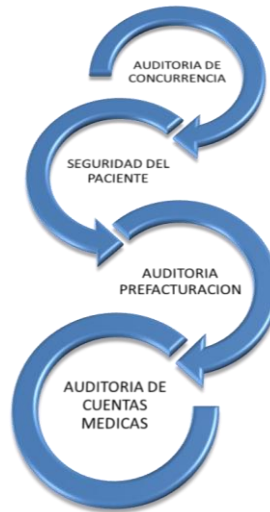 AUDITORIA DE
CONCURRENCIA
SEGURIDAD DEL
PACIENTE
AUDITORIA
PREFACTURACION
AUDITORIA DE
CUENTAS
MEDICAS